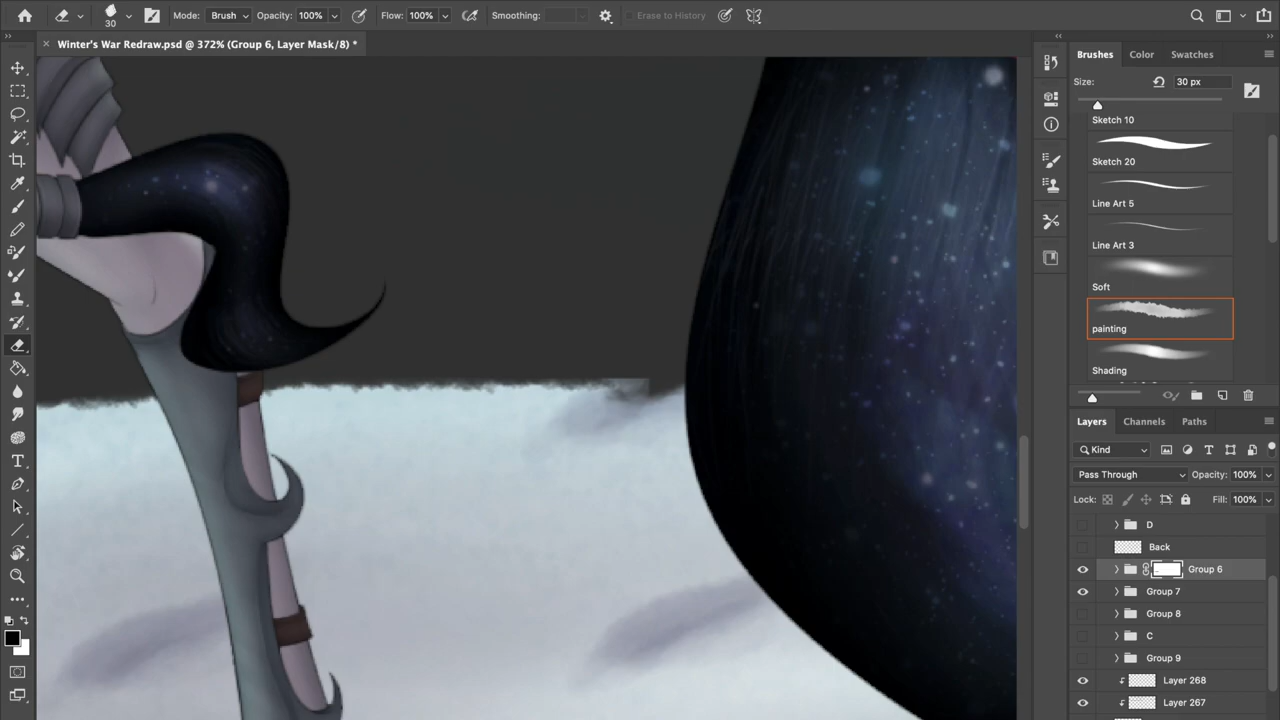 30
Mode: Brush Opacity: 100% Flow: 100% Smoothing: Erase to History
Winter's War Redraw.psd @ 372% (Group 6, Layer Mask/8) *
Brushes Color Swatches
Size: 30 px
Sketch 10
Sketch 20
Line Art 5
Line Art 3
Soft
painting
Shading
Layers Channels Paths
Kind
Pass Through Opacity: 100%
Lock: Fill: 100%
D
Back
Group 6
Group 7
Group 8
C
Group 9
Layer 268
Layer 267